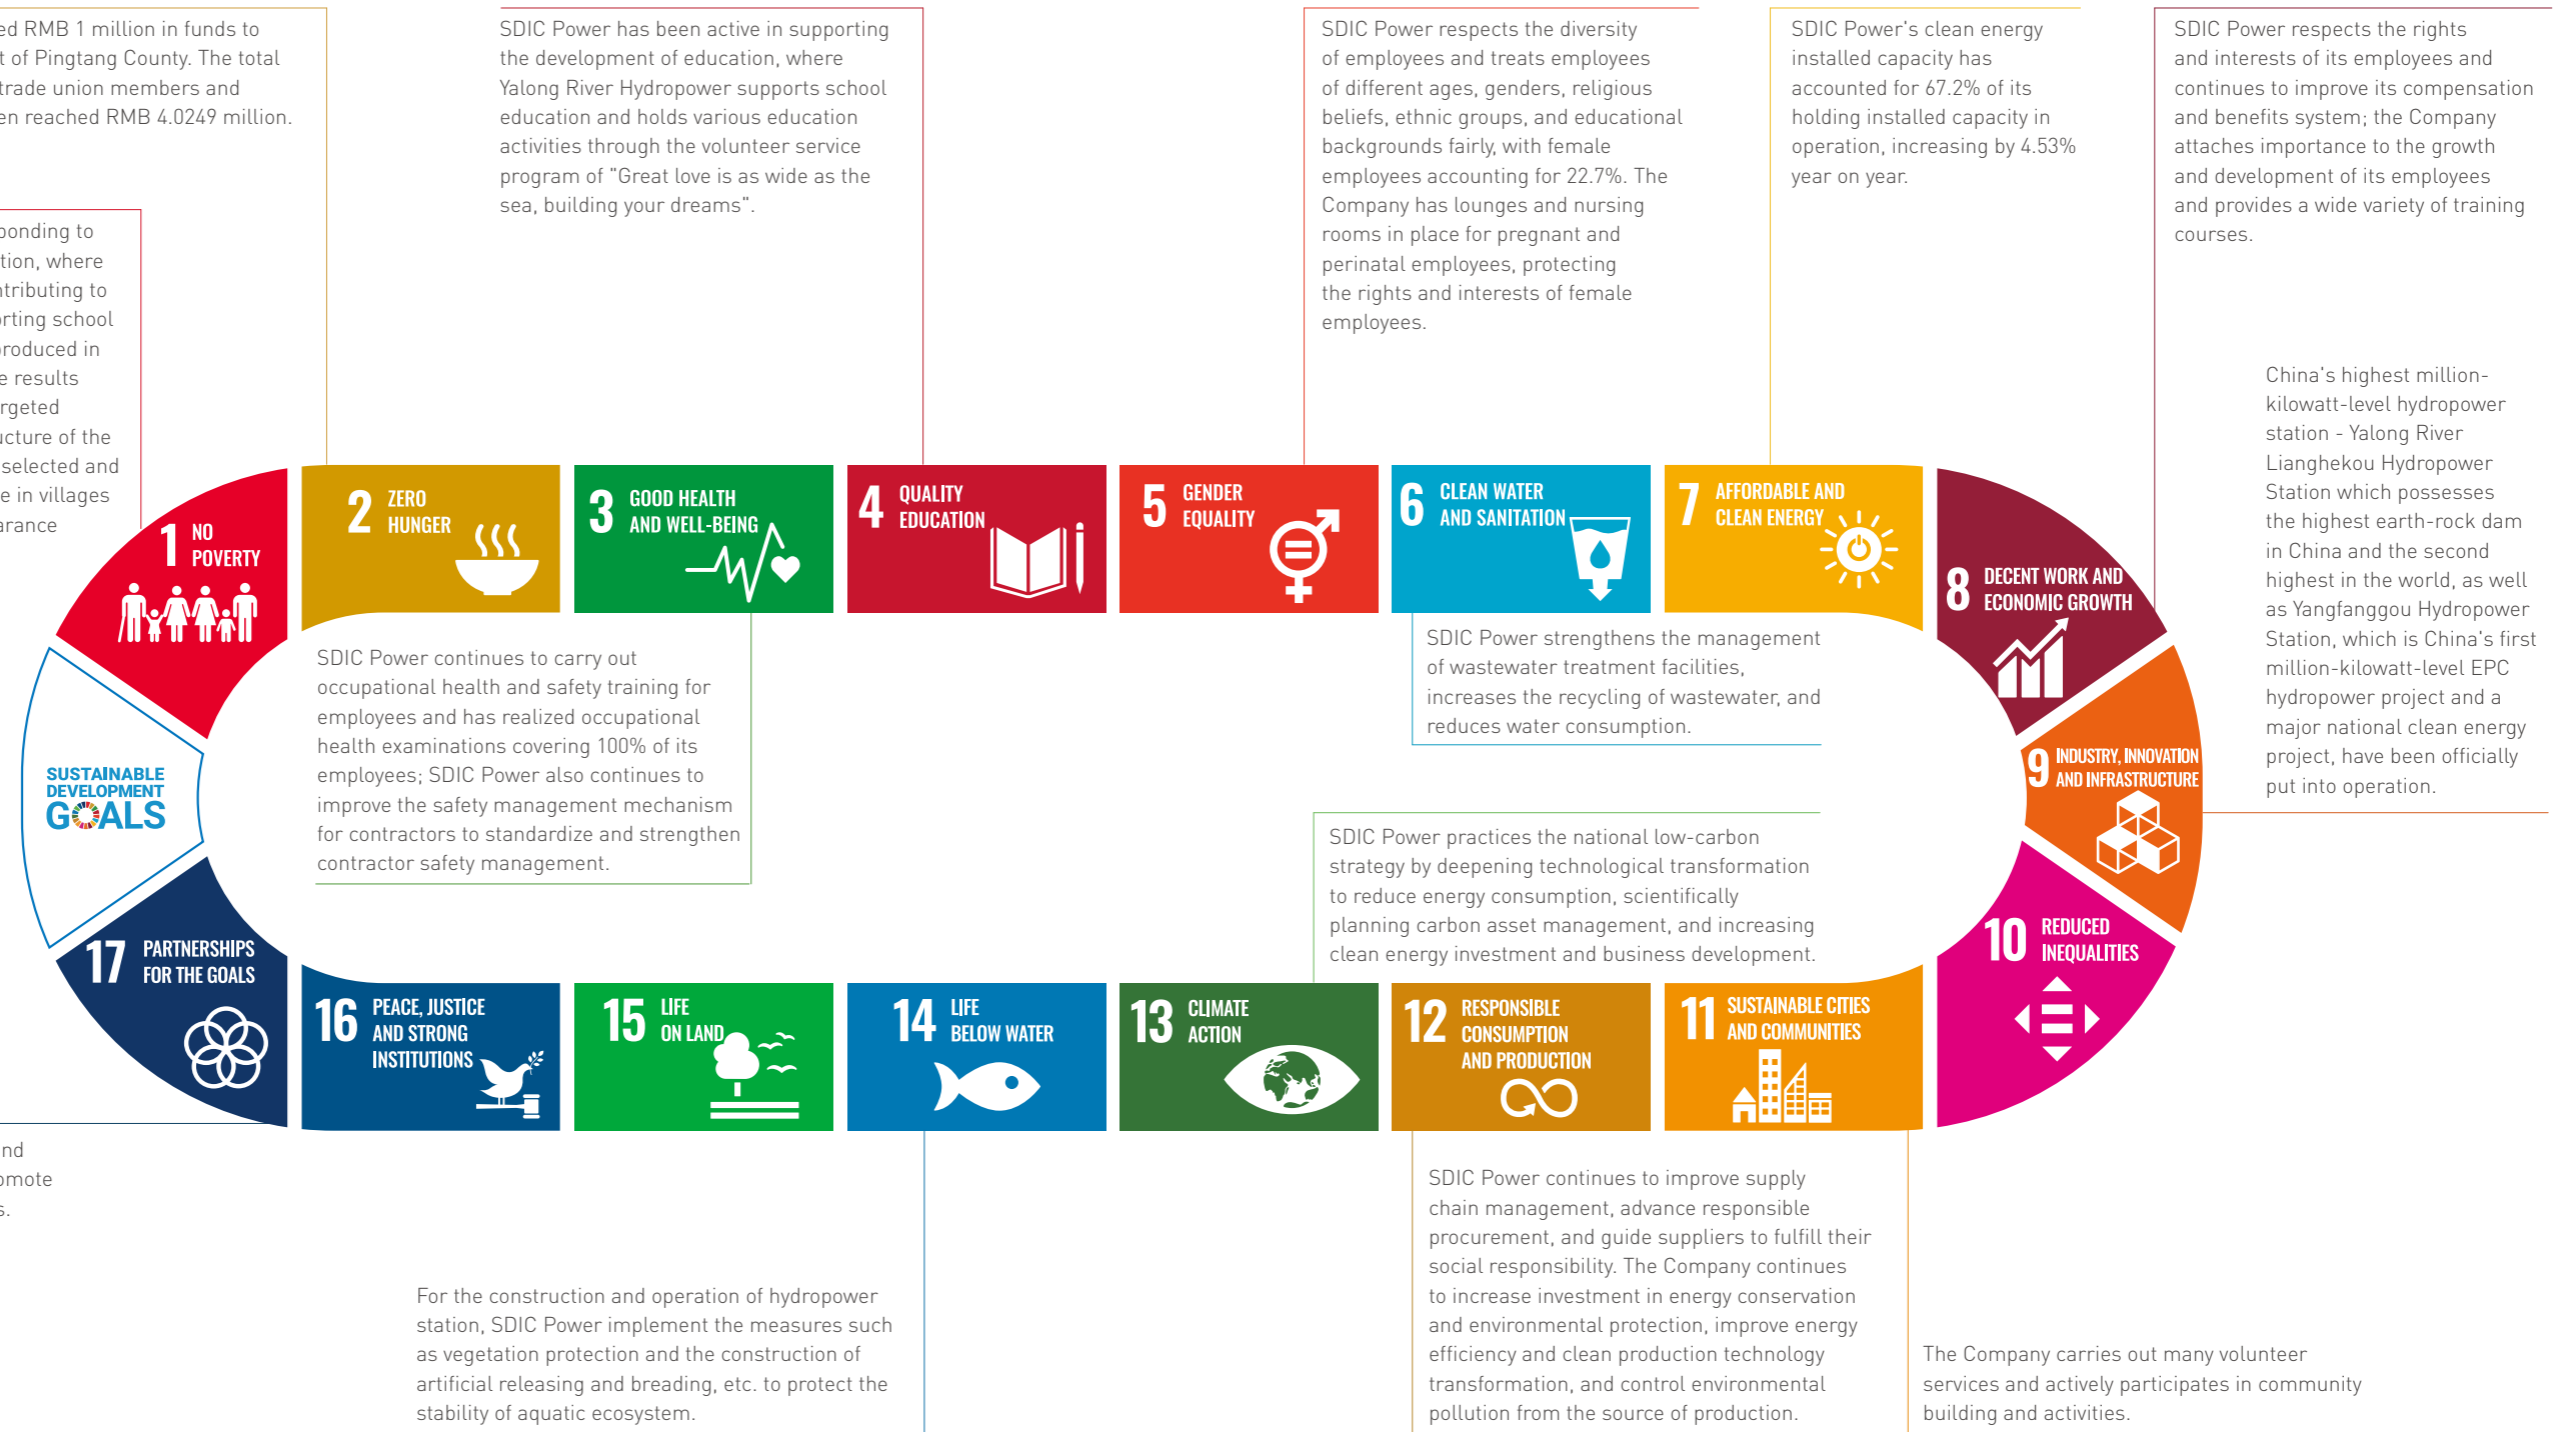 ed RMB 1 million in funds to
t of Pingtang County. The total
trade union members and
en reached RMB 4.0249 million.
SDIC Power has been active in supporting
the development of education, where
Yalong River Hydropower supports school
education and holds various education
activities through the volunteer service
program of "Great love is as wide as the
sea, building your dreams".
SDIC Power respects the diversity
of employees and treats employees
of different ages, genders, religious
beliefs, ethnic groups, and educational
backgrounds fairly, with female
employees accounting for 22.7%. The
Company has lounges and nursing
rooms in place for pregnant and
perinatal employees, protecting
the rights and interests of female
employees.
SDIC Power's clean energy
installed capacity has
accounted for 67.2% of its
holding installed capacity in
operation, increasing by 4.53%
year on year.
SDIC Power respects the rights
and interests of its employees and
continues to improve its compensation
and benefits system; the Company
attaches importance to the growth
and development of its employees
and provides a wide variety of training
courses.
ponding to
tion, where
ntributing to
orting school
produced in
e results
rgeted
ucture of the
selected and
e in villages
arance
China's highest million-
kilowatt-level hydropower
station - Yalong River
Lianghekou Hydropower
Station which possesses
the highest earth-rock dam
in China and the second
highest in the world, as well
as Yangfanggou Hydropower
Station, which is China's first
million-kilowatt-level EPC
hydropower project and a
major national clean energy
project, have been officially
put into operation.
1 NO
POVERTY
2 ZERO
HUNGER
3 GOOD HEALTH
AND WELL-BEING
4 QUALITY
EDUCATION
5 GENDER
EQUALITY
6 CLEAN WATER
AND SANITATION
7 AFFORDABLE AND
CLEAN ENERGY
8 DECENT WORK AND
ECONOMIC GROWTH
9 INDUSTRY, INNOVATION
AND INFRASTRUCTURE
10 REDUCED
INEQUALITIES
SDIC Power continues to carry out
occupational health and safety training for
employees and has realized occupational
health examinations covering 100% of its
employees; SDIC Power also continues to
improve the safety management mechanism
for contractors to standardize and strengthen
contractor safety management.
SDIC Power strengthens the management
of wastewater treatment facilities,
increases the recycling of wastewater, and
reduces water consumption.
SUSTAINABLE
DEVELOPMENT
GOALS
SDIC Power practices the national low-carbon
strategy by deepening technological transformation
to reduce energy consumption, scientifically
planning carbon asset management, and increasing
clean energy investment and business development.
17 PARTNERSHIPS
FOR THE GOALS
16 PEACE, JUSTICE
AND STRONG
INSTITUTIONS
15 LIFE
ON LAND
14 LIFE
BELOW WATER
13 CLIMATE
ACTION
12 RESPONSIBLE
CONSUMPTION
AND PRODUCTION
11 SUSTAINABLE CITIES
AND COMMUNITIES
nd
omote
s.
For the construction and operation of hydropower
station, SDIC Power implement the measures such
as vegetation protection and the construction of
artificial releasing and breading, etc. to protect the
stability of aquatic ecosystem.
SDIC Power continues to improve supply
chain management, advance responsible
procurement, and guide suppliers to fulfill their
social responsibility. The Company continues
to increase investment in energy conservation
and environmental protection, improve energy
efficiency and clean production technology
transformation, and control environmental
pollution from the source of production.
The Company carries out many volunteer
services and actively participates in community
building and activities.